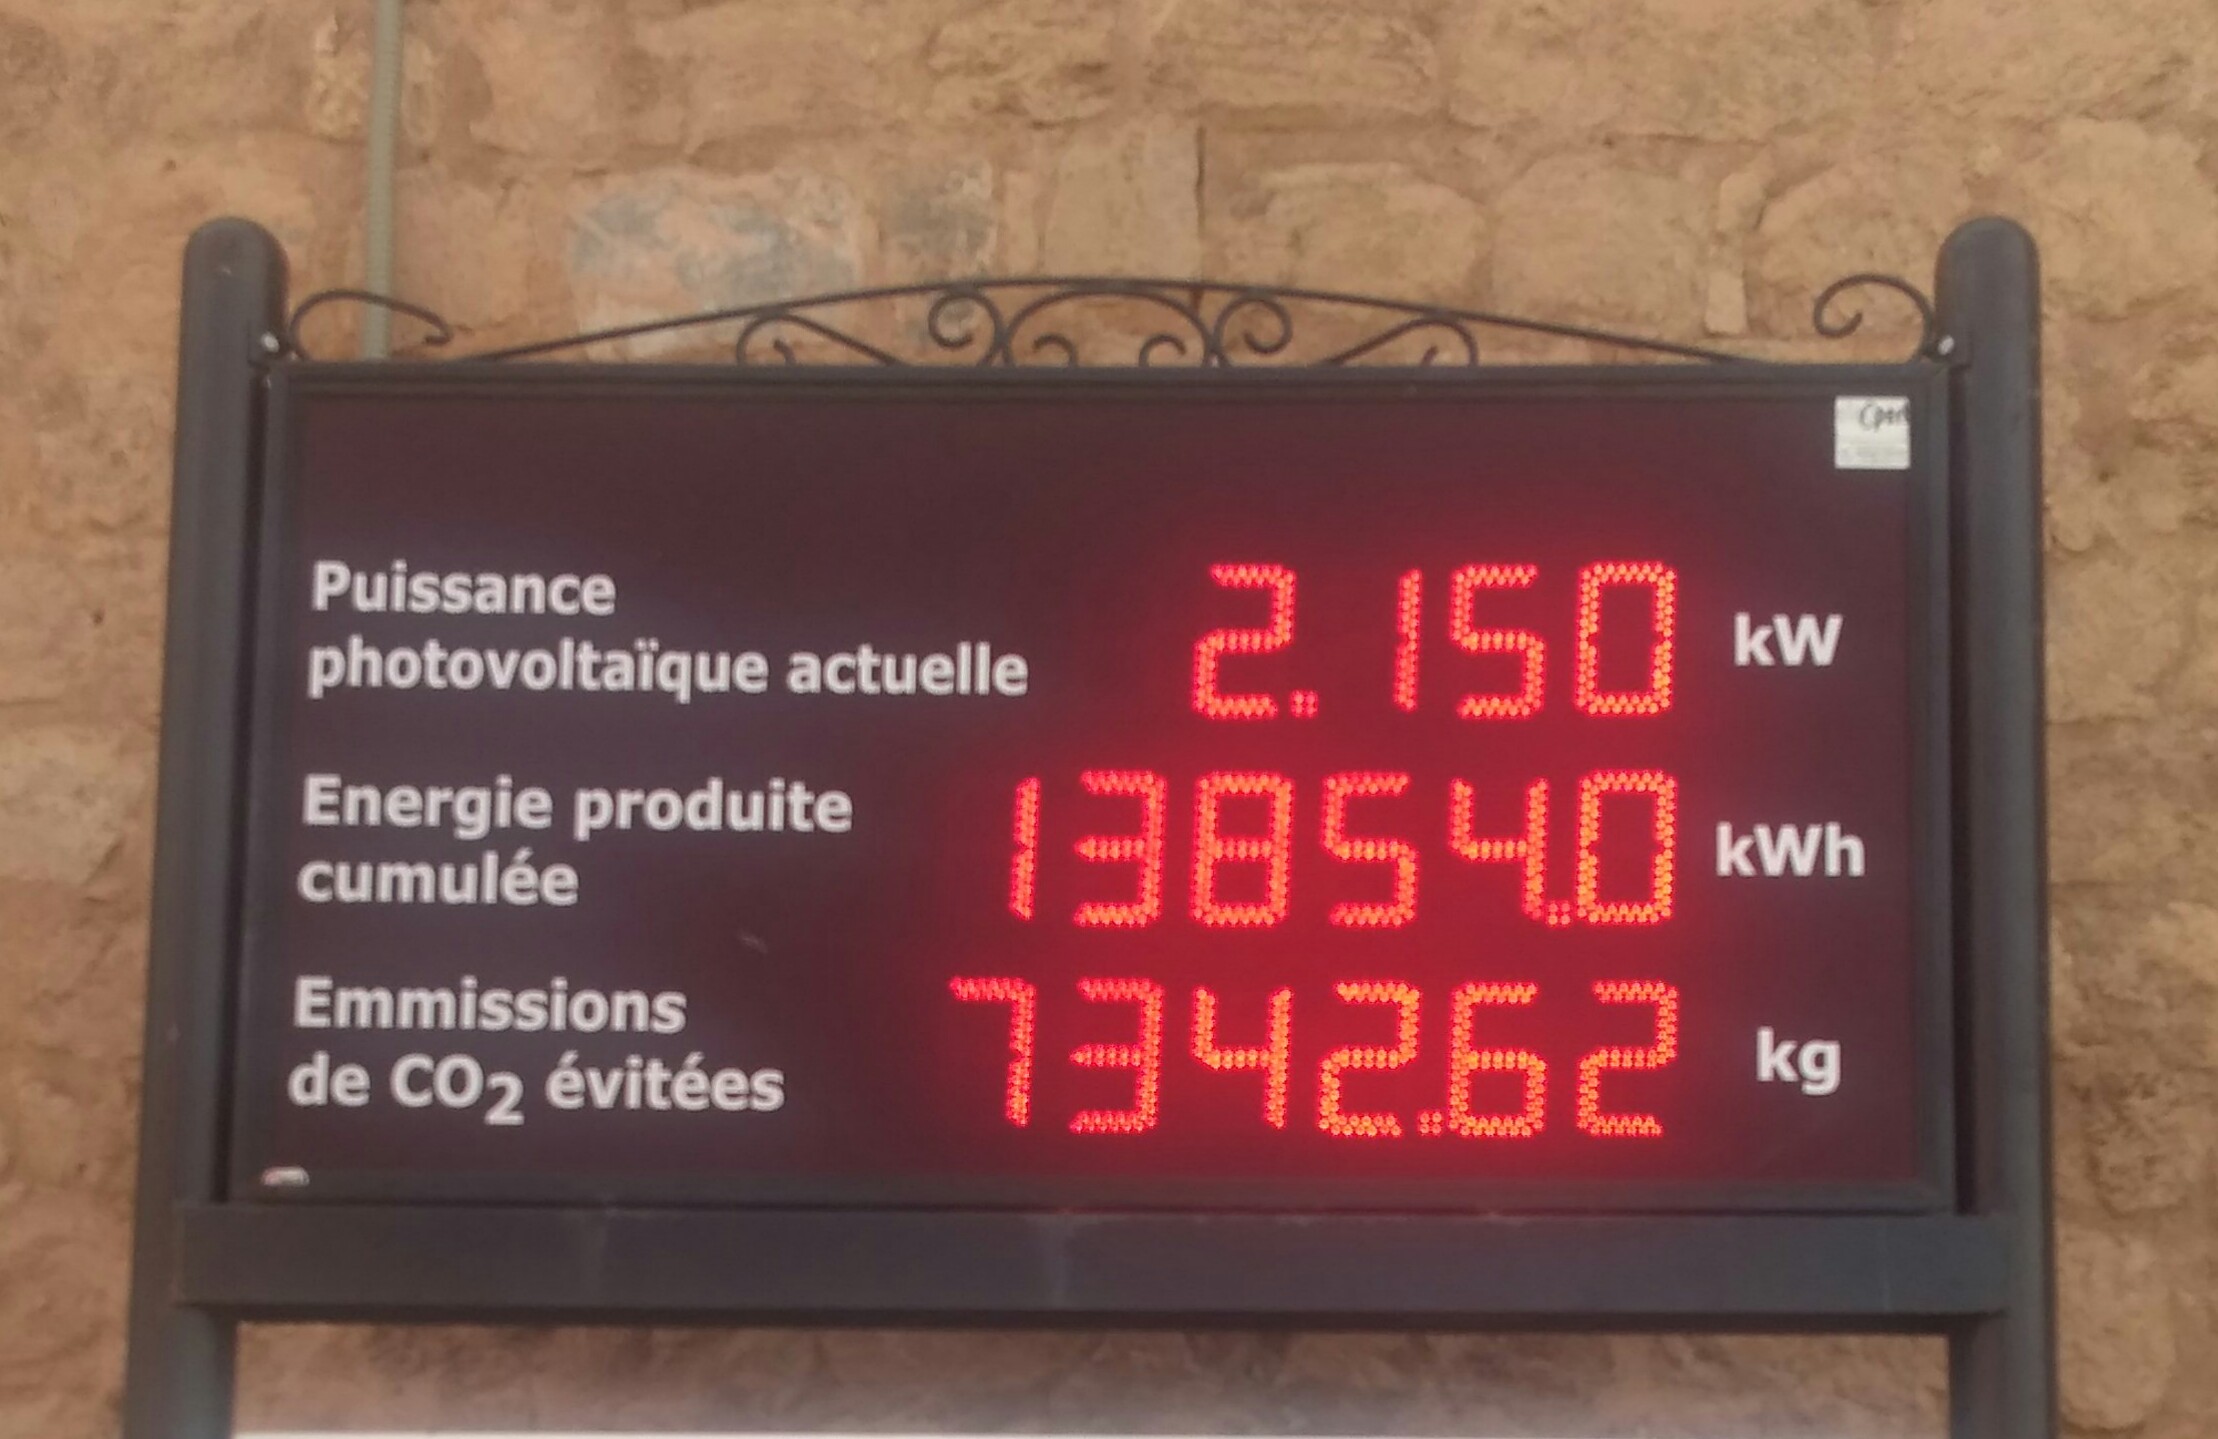 Puissance
photovoltaïque actuelle 2.150 kW
Energie produite
cumulée 13854.0 kWh
Emmissions
de CO2 évitées 7342.62 kg